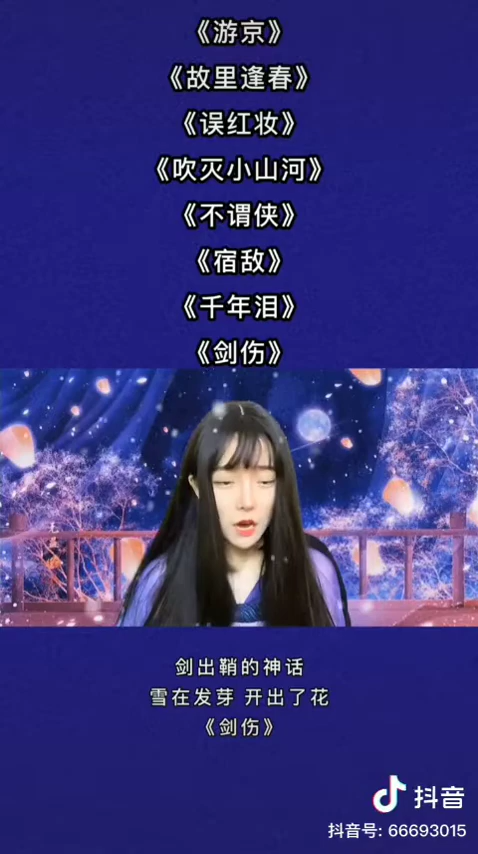 《游京》
《故里逢春》
《误红妆》
《吹灭小山河》
《不谓侠》
《宿敌》
《千年泪》
《剑伤》
剑出鞘的神话
雪在发芽 开出了花
《剑伤》
抖音
抖音号: 66693015